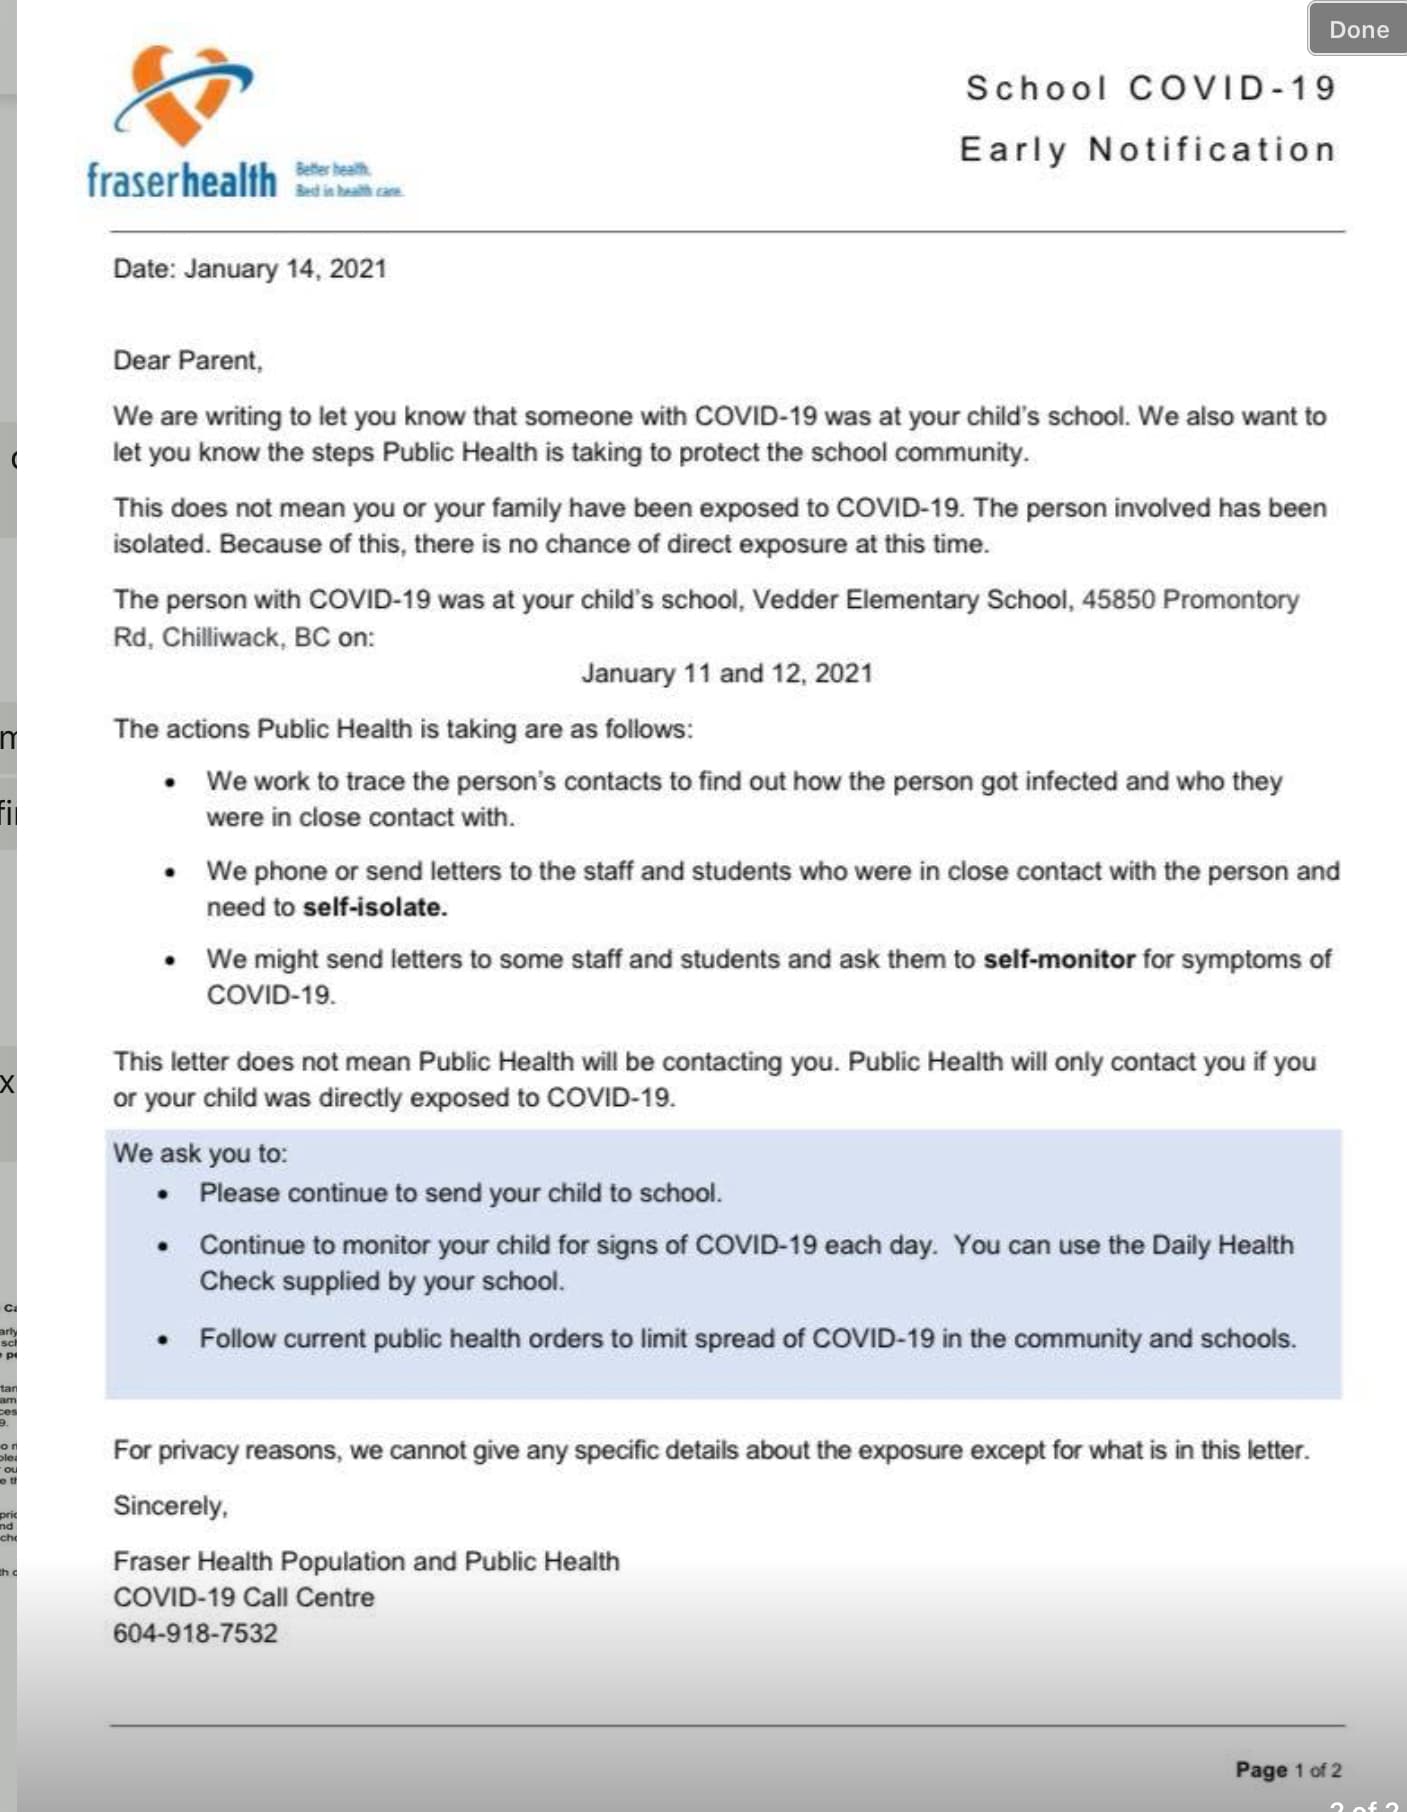 Done
fraserhealth
Better health.
Best in health care.
School COVID-19
Early Notification
Date: January 14, 2021
Dear Parent,
We are writing to let you know that someone with COVID-19 was at your child's school. We also want to
let you know the steps Public Health is taking to protect the school community.
This does not mean you or your family have been exposed to COVID-19. The person involved has been
isolated. Because of this, there is no chance of direct exposure at this time.
The person with COVID-19 was at your child's school, Vedder Elementary School, 45850 Promontory
Rd, Chilliwack, BC on:
January 11 and 12, 2021
The actions Public Health is taking are as follows:
• We work to trace the person's contacts to find out how the person got infected and who they
were in close contact with.
• We phone or send letters to the staff and students who were in close contact with the person and
need to self-isolate.
• We might send letters to some staff and students and ask them to self-monitor for symptoms of
COVID-19.
This letter does not mean Public Health will be contacting you. Public Health will only contact you if you
or your child was directly exposed to COVID-19.
We ask you to:
• Please continue to send your child to school.
• Continue to monitor your child for signs of COVID-19 each day. You can use the Daily Health
Check supplied by your school.
• Follow current public health orders to limit spread of COVID-19 in the community and schools.
For privacy reasons, we cannot give any specific details about the exposure except for what is in this letter.
Sincerely,
Fraser Health Population and Public Health
COVID-19 Call Centre
604-918-7532
Page 1 of 2